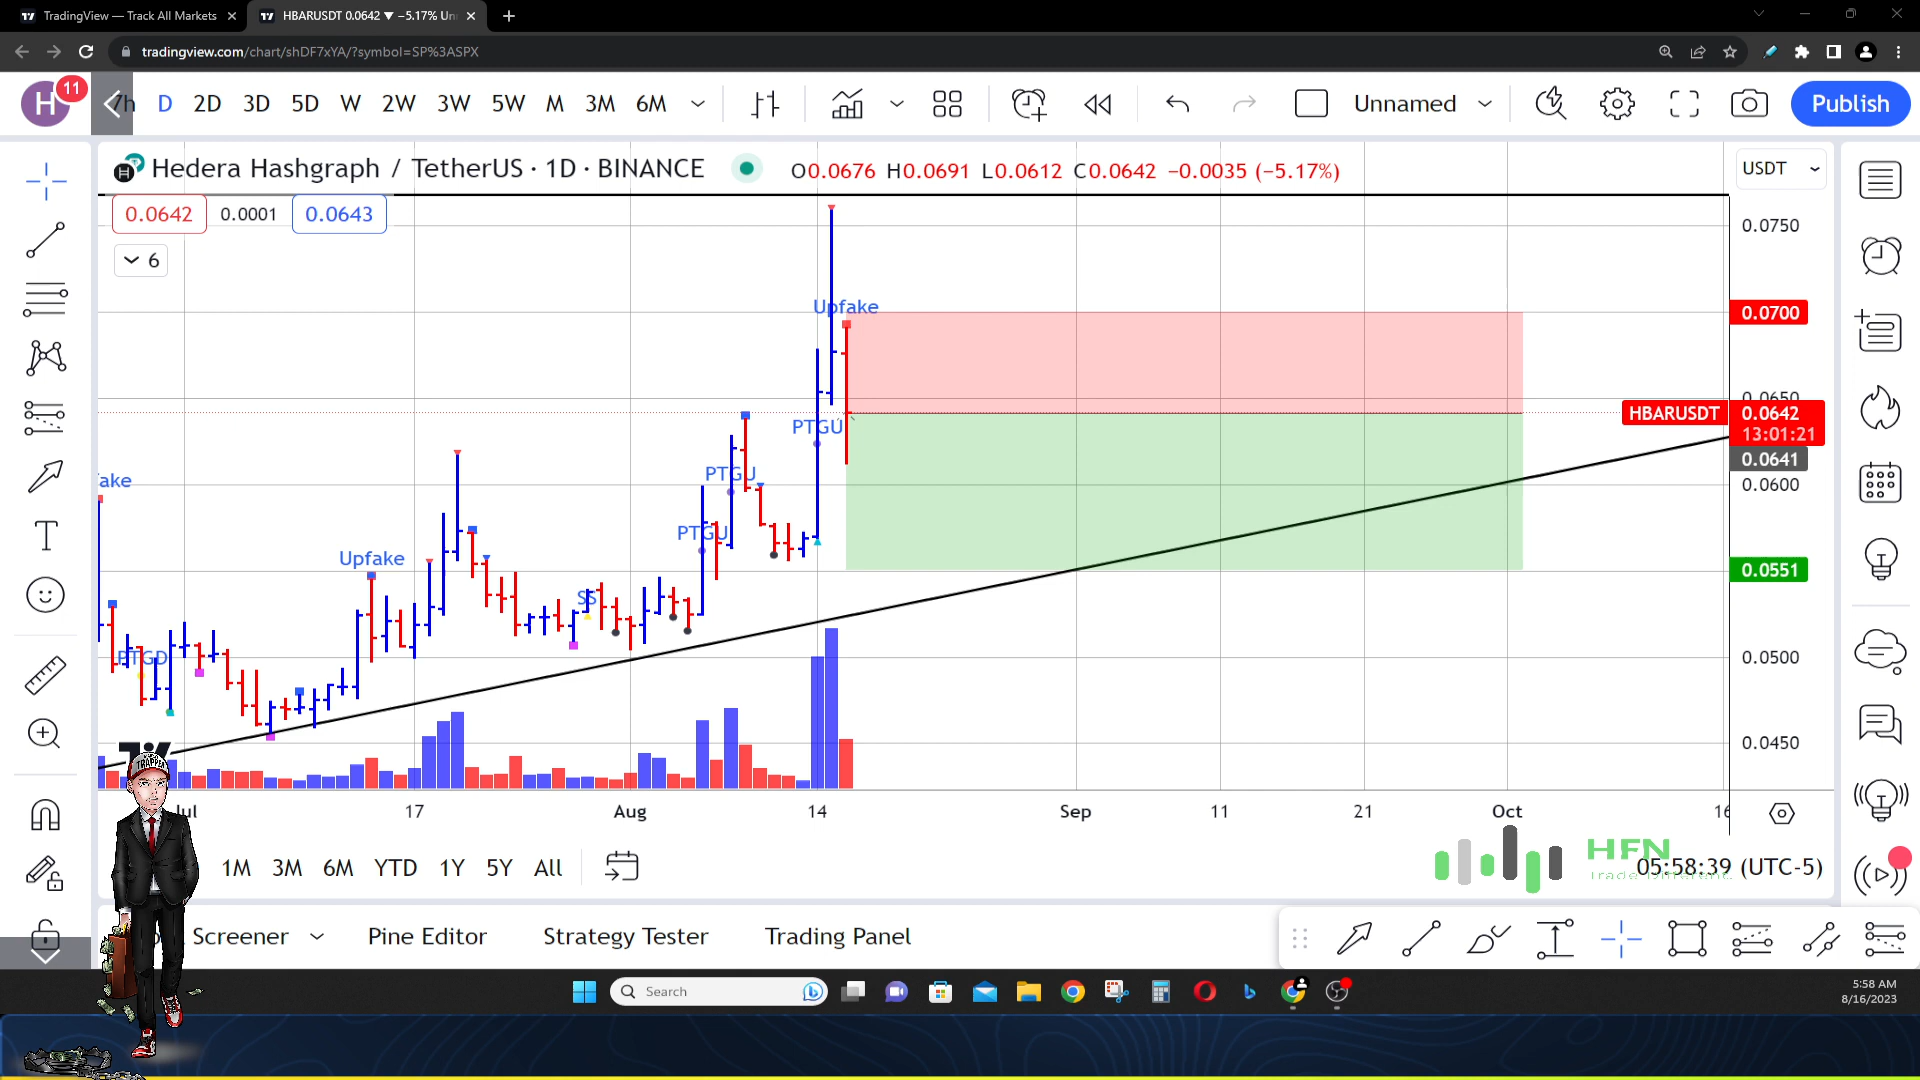 TradingView — Track All Markets
HBARUSDT 0.0642 ▼ −5.17% Un
tradingview.com/chart/shDF7xYA/?symbol=SP%3ASPX
H
11
7h D 2D 3D 5D W 2W 3W 5W M 3M 6M
Unnamed
Publish
Hedera Hashgraph / TetherUS · 1D · BINANCE
O0.0676 H0.0691 L0.0612 C0.0642 −0.0035 (−5.17%)
USDT
0.0642 0.0001 0.0643
6
0.0750
Upfake
0.0700
0.0650
HBARUSDT 0.0642
13:01:21
PTGU
0.0641
PTGU
ake
0.0600
PTGU
Upfake
0.0551
SS
PTGD
0.0500
0.0450
TRAPPER
Jul 17 Aug 14 Sep 11 21 Oct 16
HFN
Trade Different.
1M 3M 6M YTD 1Y 5Y All
05:58:39 (UTC-5)
Screener Pine Editor Strategy Tester Trading Panel
Search
5:58 AM
8/16/2023